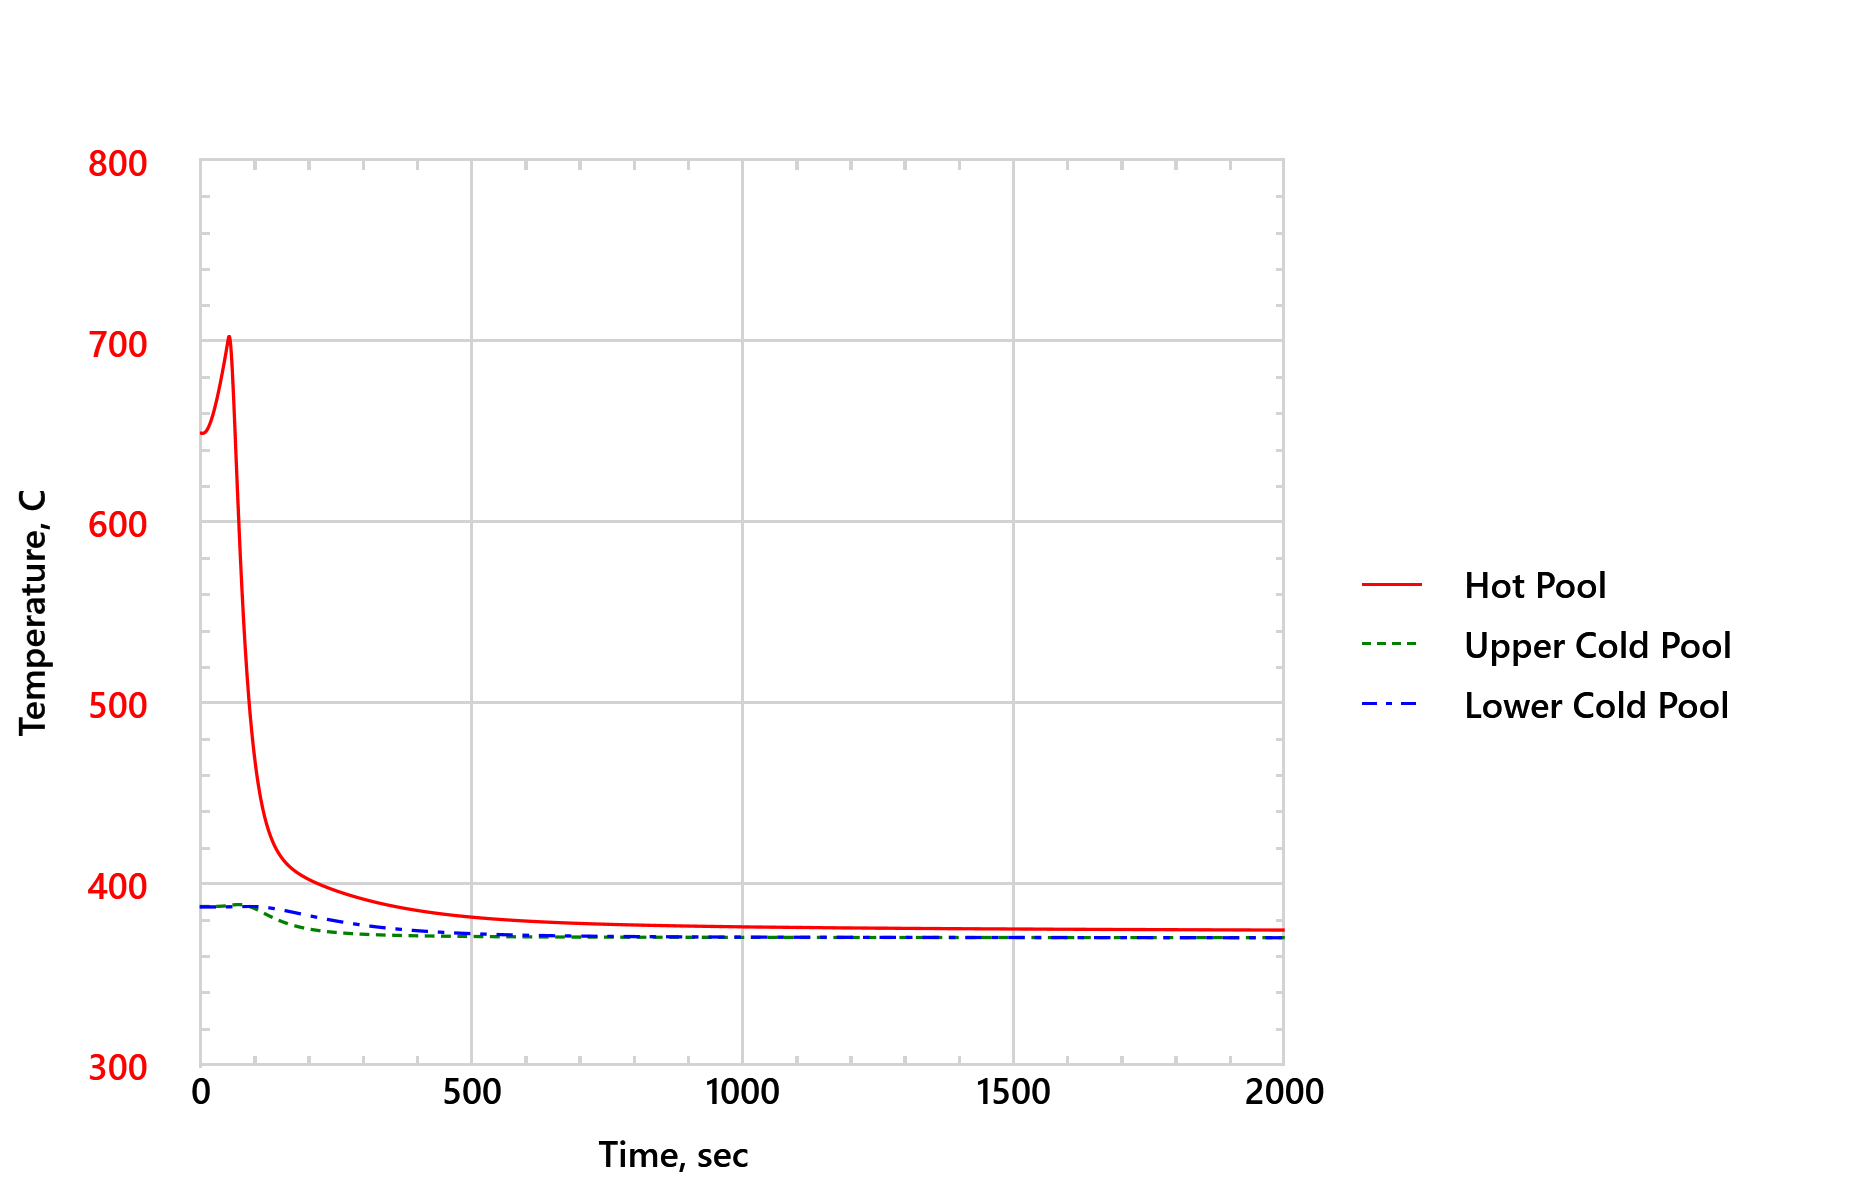 800
700
600
500
400
300
0 500 1000 1500 2000
Temperature, C
Time, sec
Hot Pool
Upper Cold Pool
Lower Cold Pool